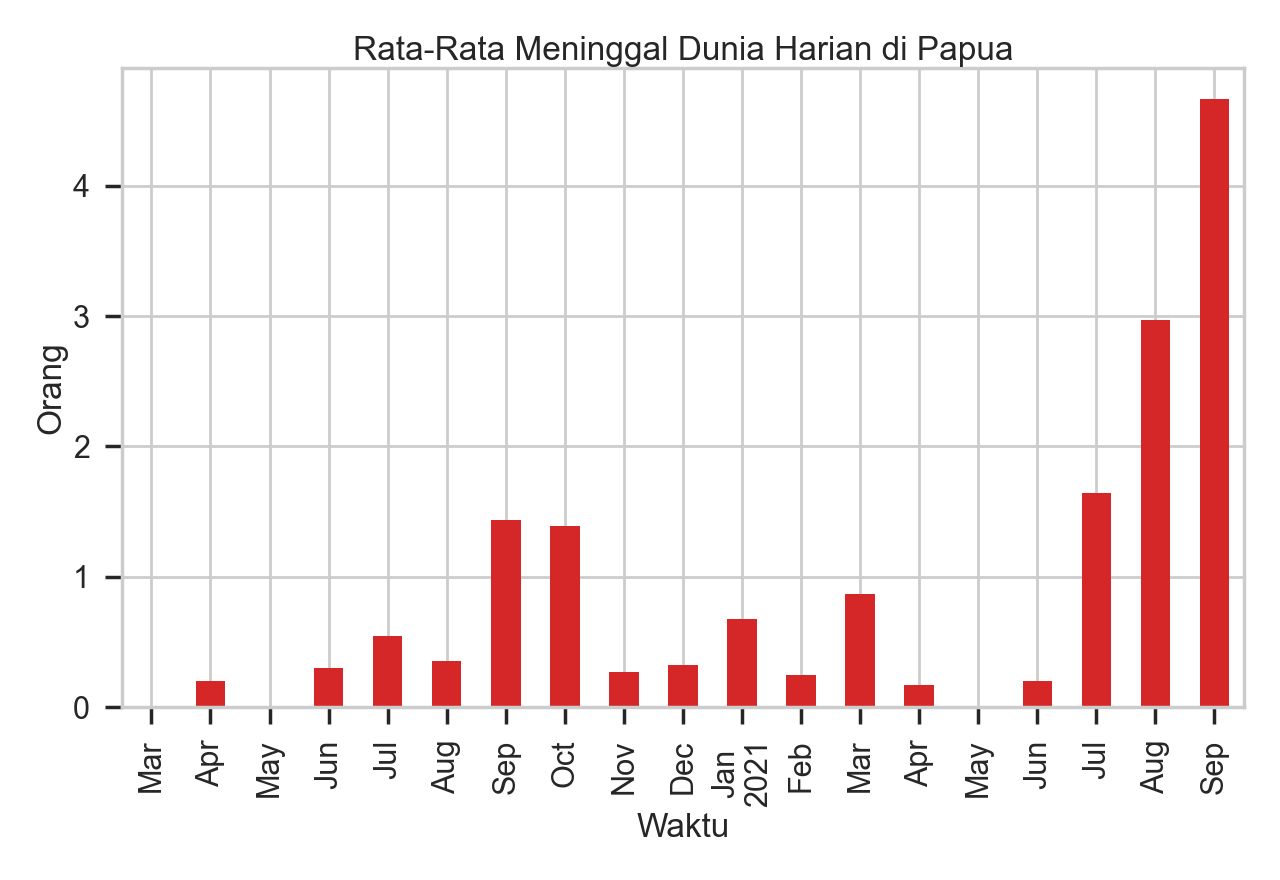 Rata-Rata Meninggal Dunia Harian di Papua
Orang
4
3
2
1
0
Mar
Apr
May
Jun
Jul
Aug
Sep
Oct
Nov
Dec
Jan
2021
Feb
Mar
Apr
May
Jun
Jul
Aug
Sep
Waktu